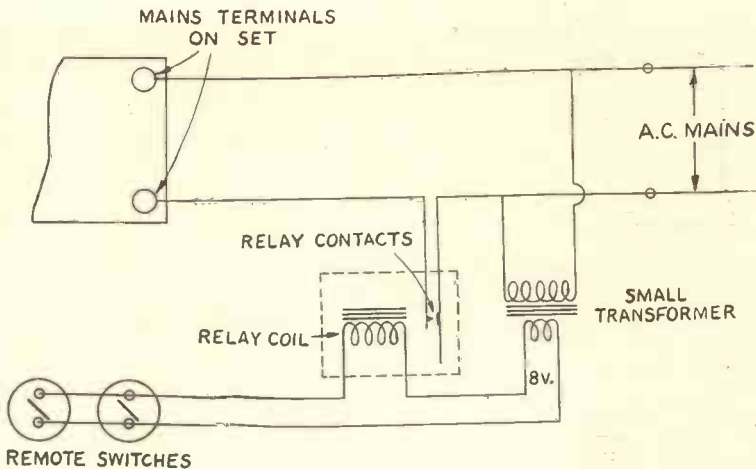 MAINS TERMINALS
ON SET
A.C. MAINS
RELAY CONTACTS
SMALL
TRANSFORMER
RELAY COIL
8V.
REMOTE SWITCHES